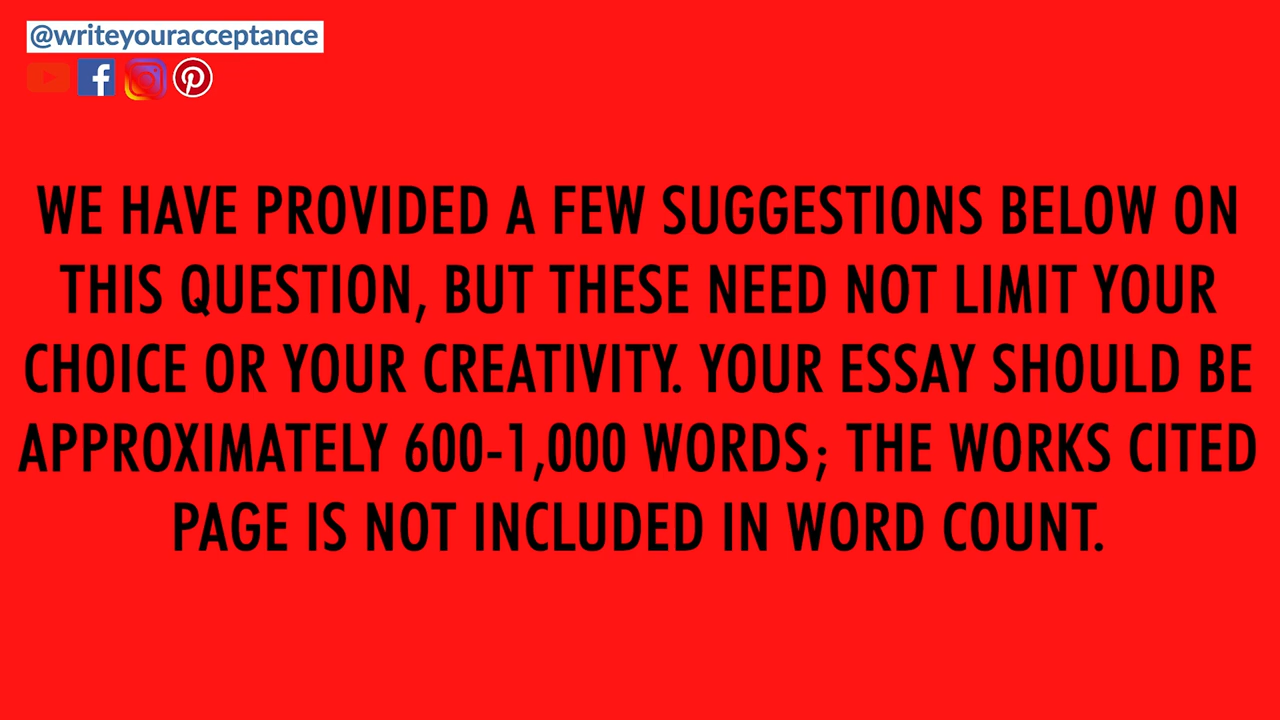 @writeyouracceptance
WE HAVE PROVIDED A FEW SUGGESTIONS BELOW ON
THIS QUESTION, BUT THESE NEED NOT LIMIT YOUR
CHOICE OR YOUR CREATIVITY. YOUR ESSAY SHOULD BE
APPROXIMATELY 600-1,000 WORDS; THE WORKS CITED
PAGE IS NOT INCLUDED IN WORD COUNT.